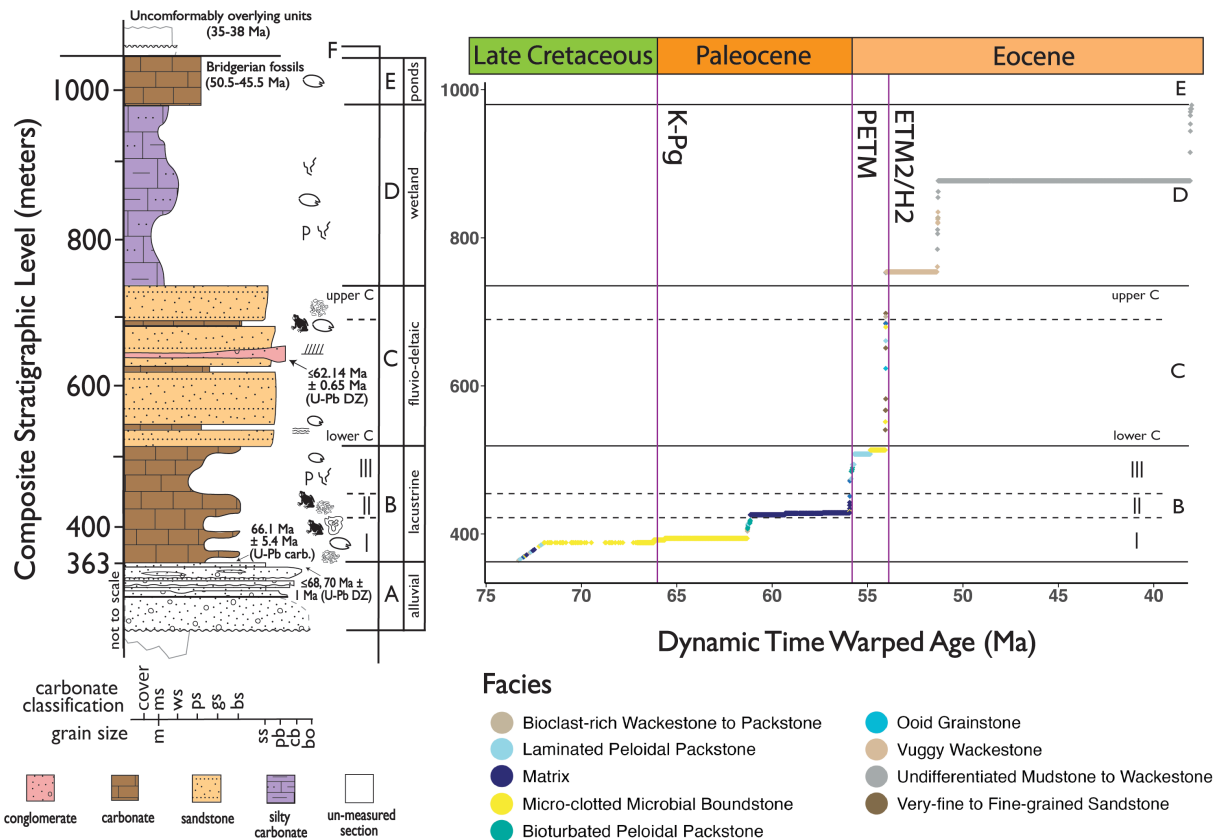 Uncomformably overlying units
(35-38 Ma)
F
Bridgerian fossils
(50.5-45.5 Ma)
E
ponds
1000
D
wetland
800
P
upper C
C
fluvio-deltaic
≤62.14 Ma
± 0.65 Ma
(U-Pb DZ)
600
lower C
III
P
II
B
lacustrine
400
66.1 Ma
± 5.4 Ma
(U-Pb carb.)
I
363
≤68,70 Ma ±
1 Ma (U-Pb DZ)
A
alluvial
not to scale
Composite Stratigraphic Level (meters)
carbonate
classification
cover
ms
ws
ps
gs
bs
grain size
m
ss
pb
cb
bo
conglomerate
carbonate
sandstone
silty
carbonate
un-measured
section
Late Cretaceous
Paleocene
Eocene
1000
800
600
400
K-Pg
PETM
ETM2/H2
E
D
upper C
C
lower C
III
II
B
I
75
65
60
55
50
45
40
Dynamic Time Warped Age (Ma)
Facies
Bioclast-rich Wackestone to Packstone
Laminated Peloidal Packstone
Matrix
Micro-clotted Microbial Boundstone
Bioturbated Peloidal Packstone
Ooid Grainstone
Vuggy Wackestone
Undifferentiated Mudstone to Wackestone
Very-fine to Fine-grained Sandstone